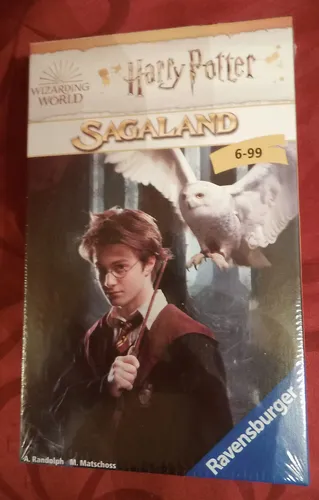 WIZARDING
WORLD
Harry Potter
SAGALAND
6-99
A. Randolph M. Matschoss
Ravensburger